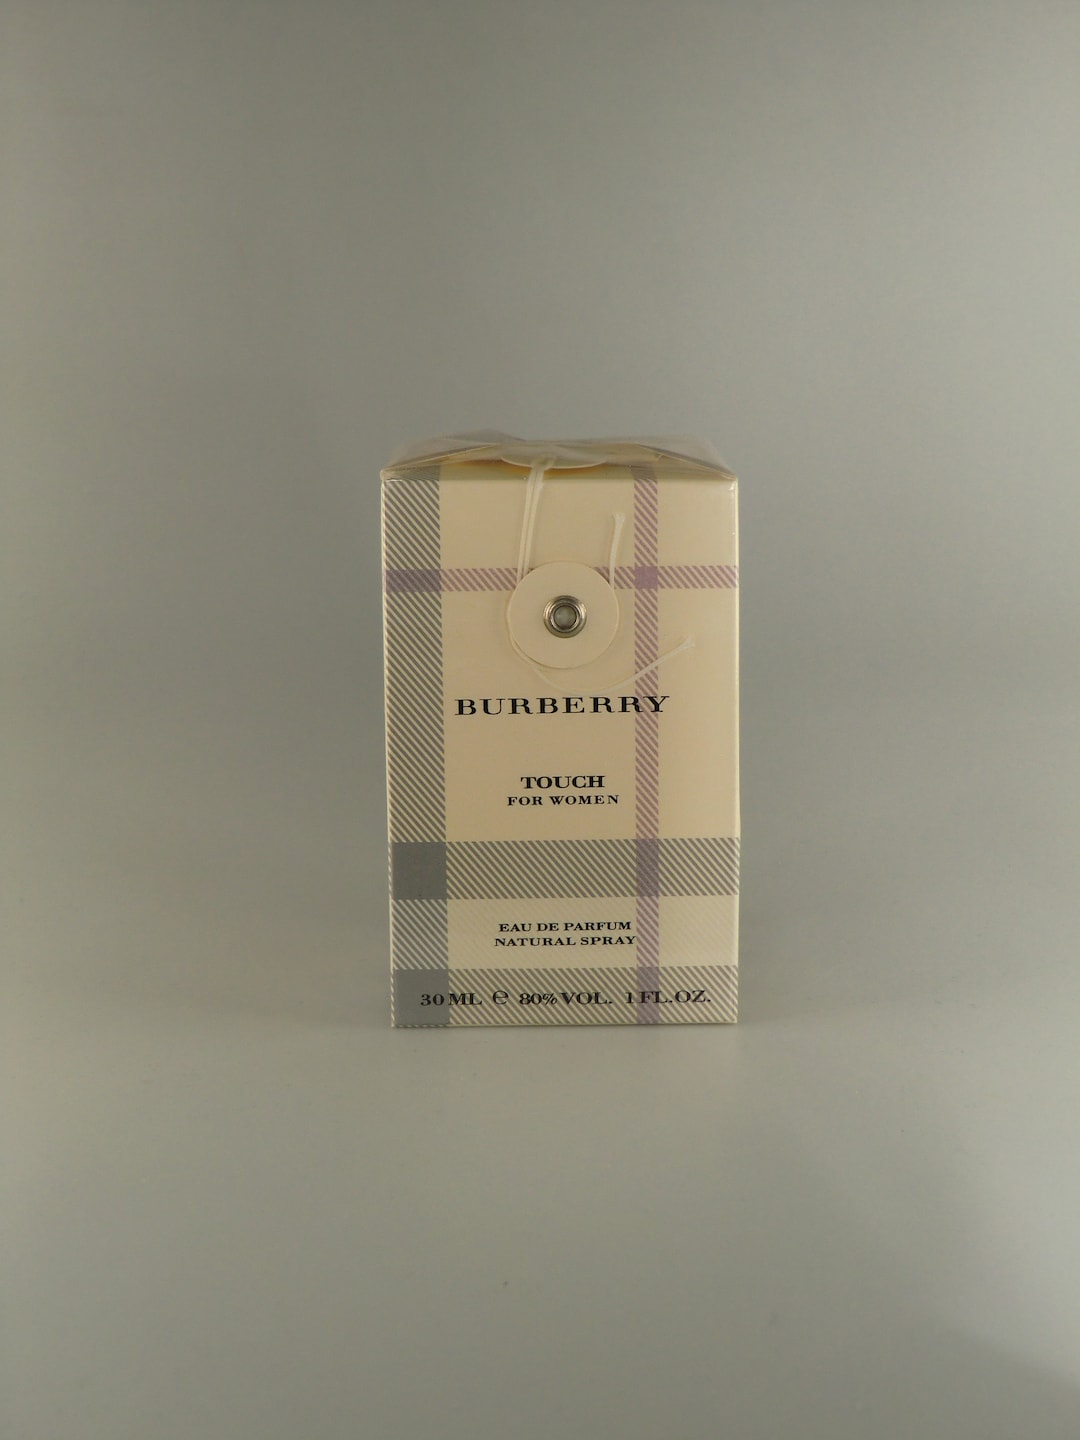 BURBERRY
TOUCH
FOR WOMEN
EAU DE PARFUM
NATURAL SPRAY
30 ML ℮ 80% VOL. 1 FL.OZ.